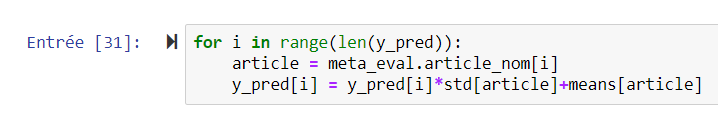 Entrée [31]: for i in range(len(y_pred)):
    article = meta_eval.article_nom[i]
    y_pred[i] = y_pred[i]*std[article]+means[article]